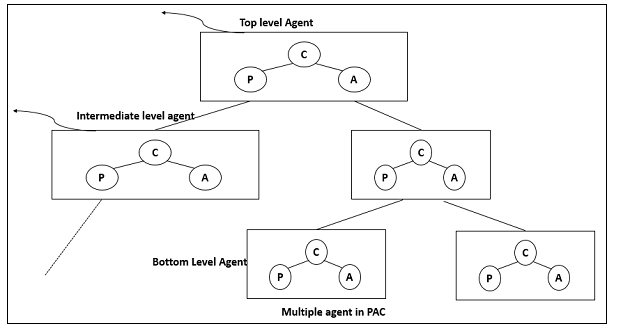 Top level Agent
C
P
A
Intermediate level agent
C
P
A
C
P
A
Bottom Level Agent
C
P
A
C
P
A
Multiple agent in PAC